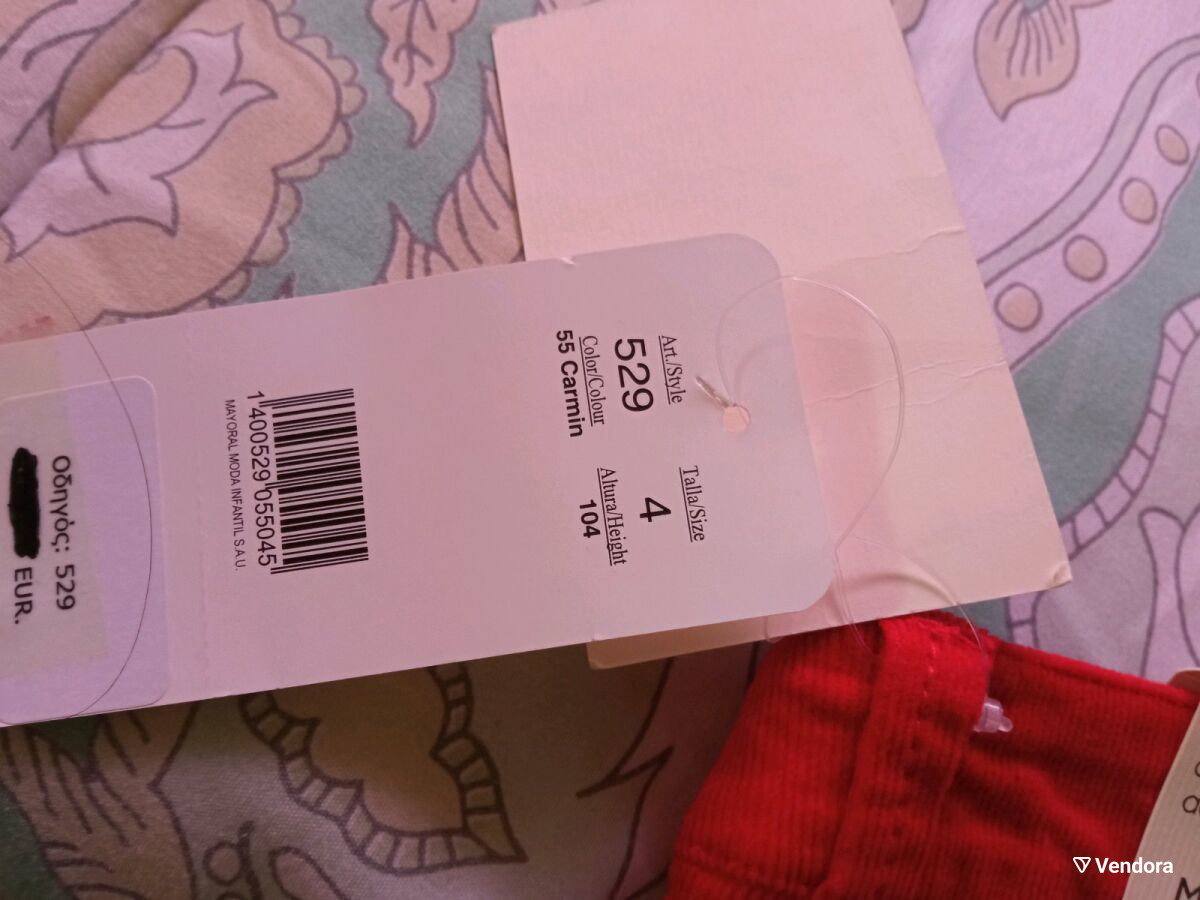 Art./Style
529
Color/Colour
55 Carmin
Talla/Size
4
Altura/Height
104
1 400529 055045
MAYORAL MODA INFANTIL S.A.U.
Οδηγός: 529
EUR.
Vendora